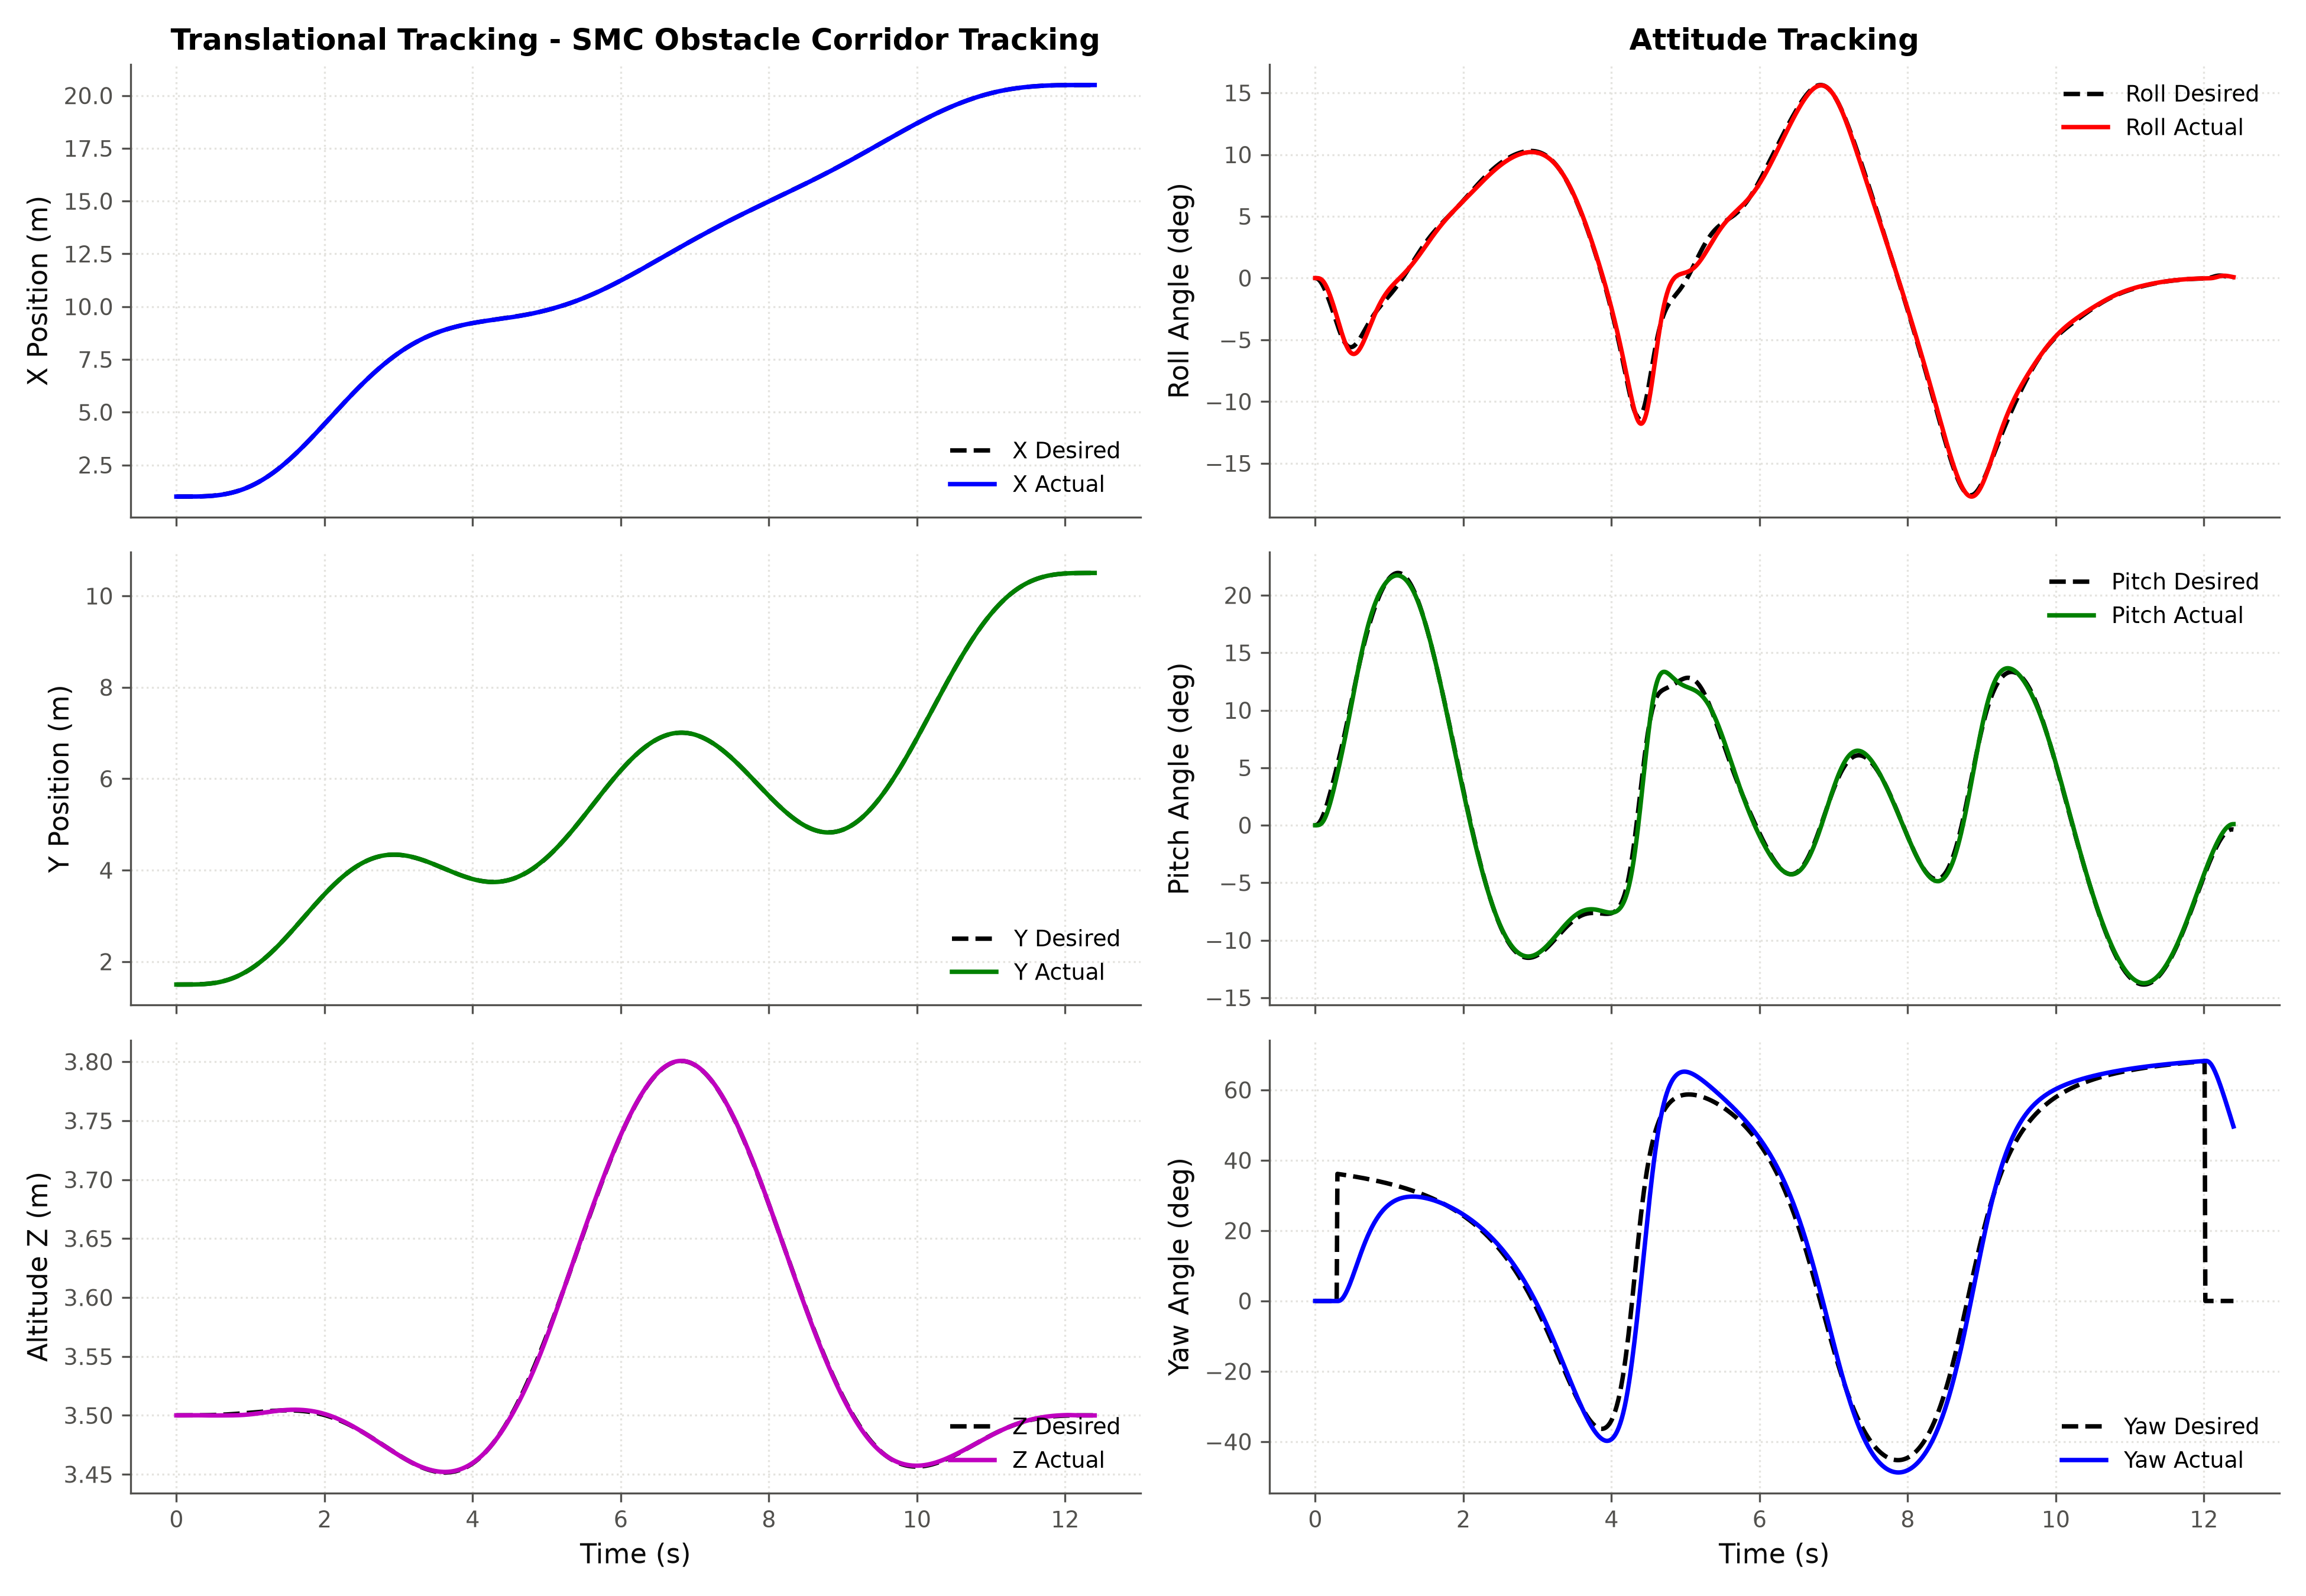 Translational Tracking - SMC Obstacle Corridor Tracking
X Position (m)
20.0
17.5
15.0
12.5
10.0
7.5
5.0
2.5
X Desired
X Actual
Attitude Tracking
Roll Angle (deg)
15
10
5
0
−5
−10
−15
Roll Desired
Roll Actual
Y Position (m)
10
8
6
4
2
Y Desired
Y Actual
Pitch Angle (deg)
20
15
10
5
0
−5
−10
−15
Pitch Desired
Pitch Actual
Altitude Z (m)
3.80
3.75
3.70
3.65
3.60
3.55
3.50
3.45
Z Desired
Z Actual
0 2 4 6 8 10 12
Time (s)
Yaw Angle (deg)
60
40
20
0
−20
−40
Yaw Desired
Yaw Actual
0 2 4 6 8 10 12
Time (s)